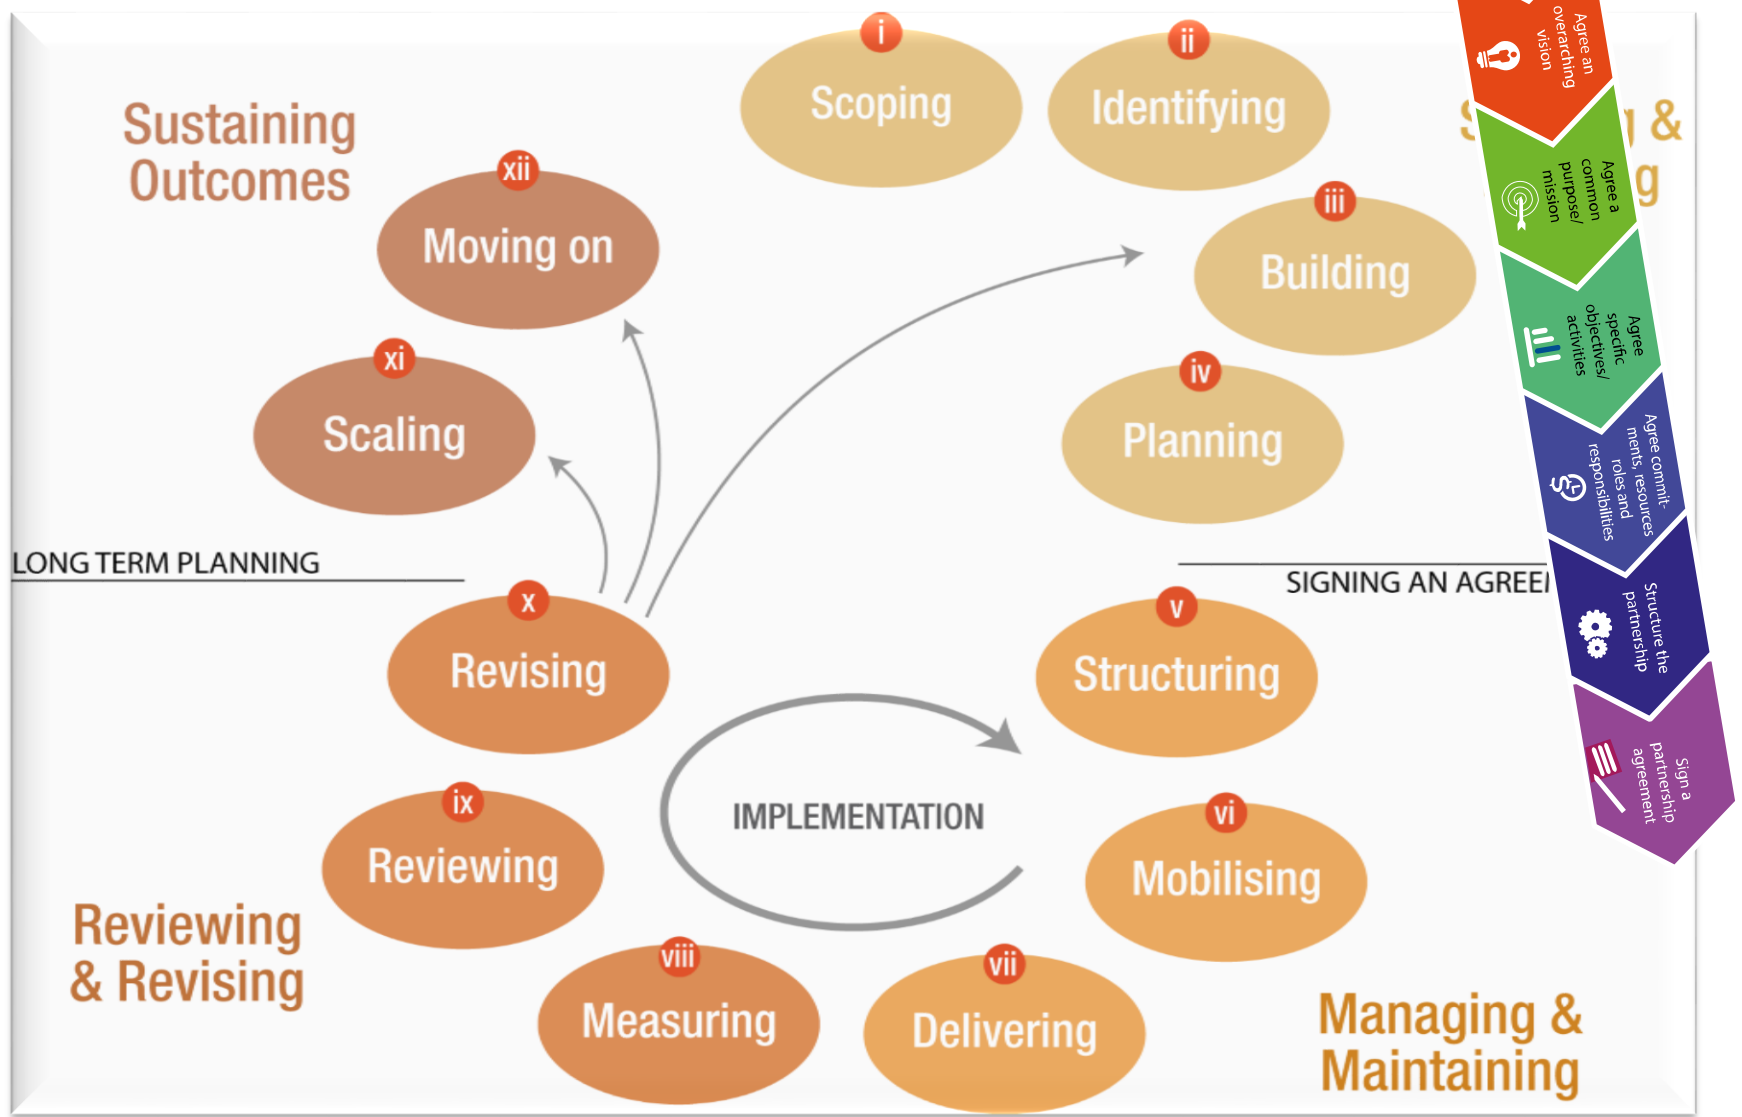 Sustaining
Outcomes
i
Scoping
ii
Identifying
&
iii
Building
iv
Planning
xii
Moving on
xi
Scaling
LONG TERM PLANNING
SIGNING AN
x
Revising
v
Structuring
IMPLEMENTATION
ix
Reviewing
vi
Mobilising
viii
Measuring
vii
Delivering
Reviewing
& Revising
Managing &
Maintaining
Agree an
overarching
vision
Agree a
common
purpose/
mission
Agree
specific
objectives/
activities
Agree commit-
ments, resources
roles and
responsibilities
Structure the
partnership
Sign a
partnership
agreement